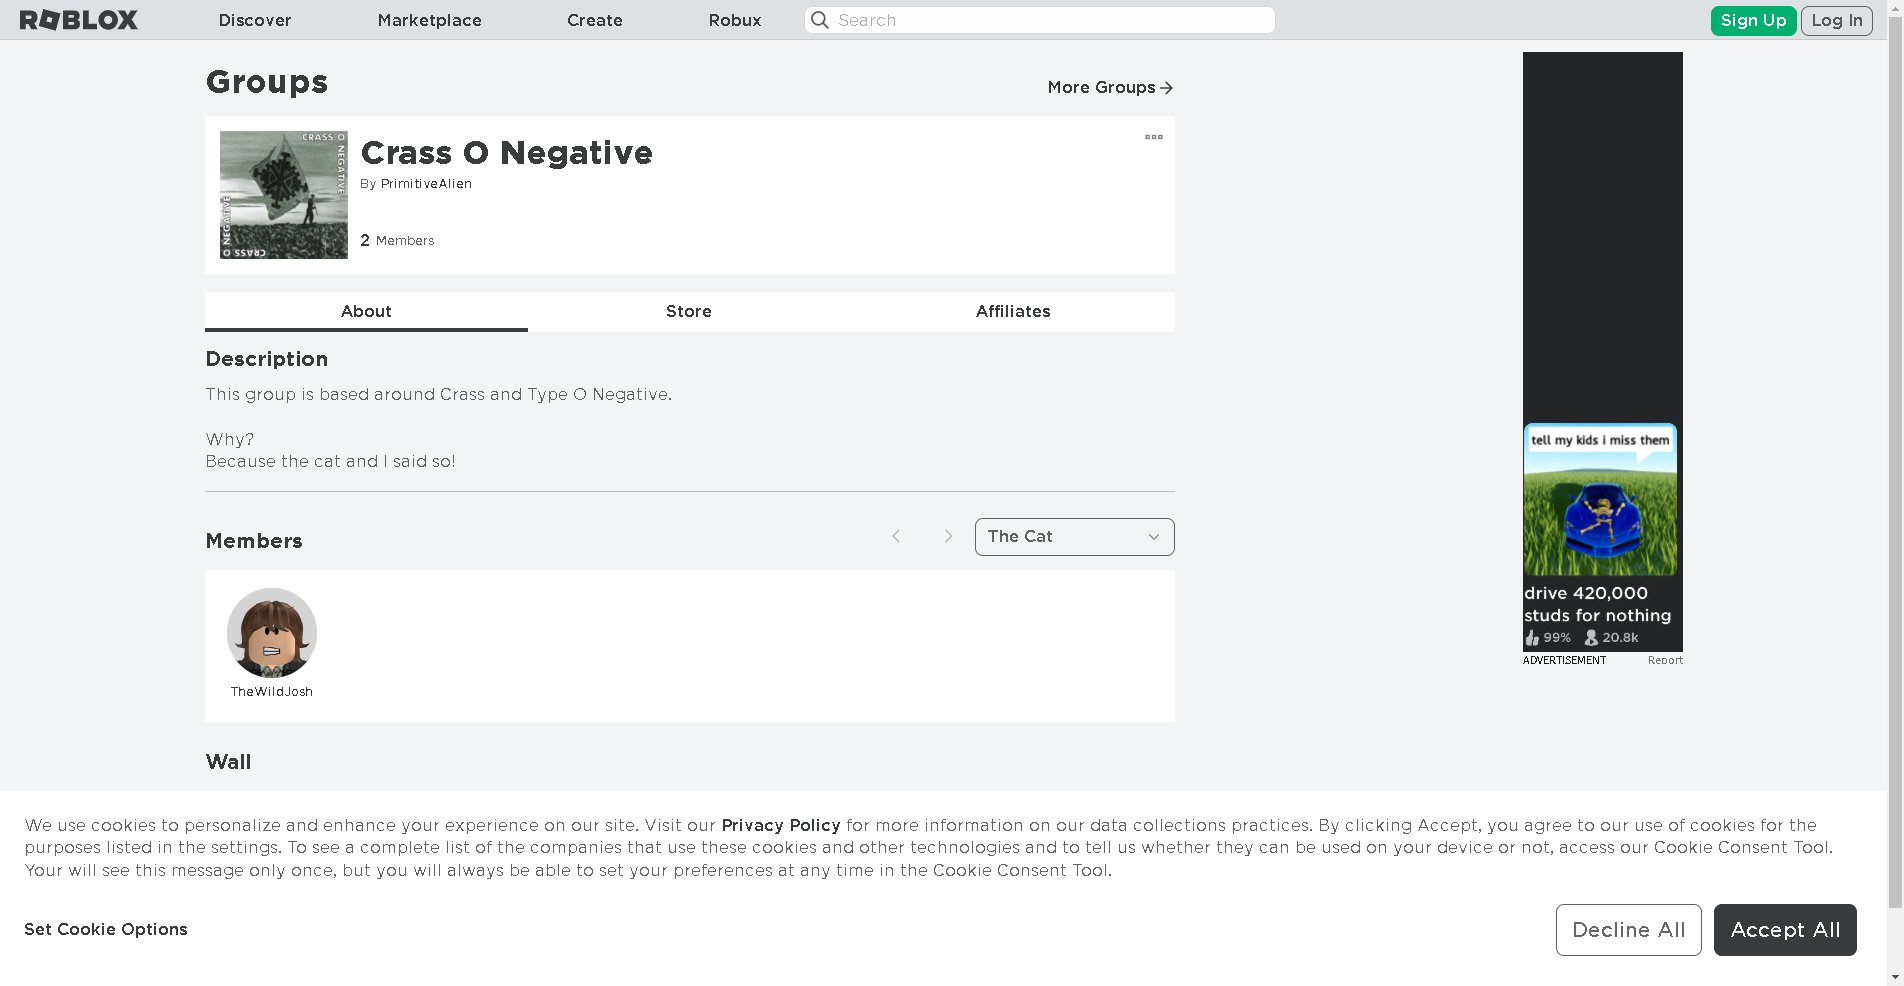 ROBLOX Discover Marketplace Create Robux Search Sign Up Log In
Groups
More Groups
CRASS O NEGATIVE
CRASS O NEGATIVE
Crass O Negative
By PrimitiveAlien
2 Members
About Store Affiliates
Description
This group is based around Crass and Type O Negative.
Why?
Because the cat and I said so!
Members
The Cat
TheWildJosh
Wall
tell my kids i miss them
drive 420,000
studs for nothing
99% 20.8k
ADVERTISEMENT Report
We use cookies to personalize and enhance your experience on our site. Visit our Privacy Policy for more information on our data collections practices. By clicking Accept, you agree to our use of cookies for the
purposes listed in the settings. To see a complete list of the companies that use these cookies and other technologies and to tell us whether they can be used on your device or not, access our Cookie Consent Tool.
Your will see this message only once, but you will always be able to set your preferences at any time in the Cookie Consent Tool.
Set Cookie Options
Decline All
Accept All